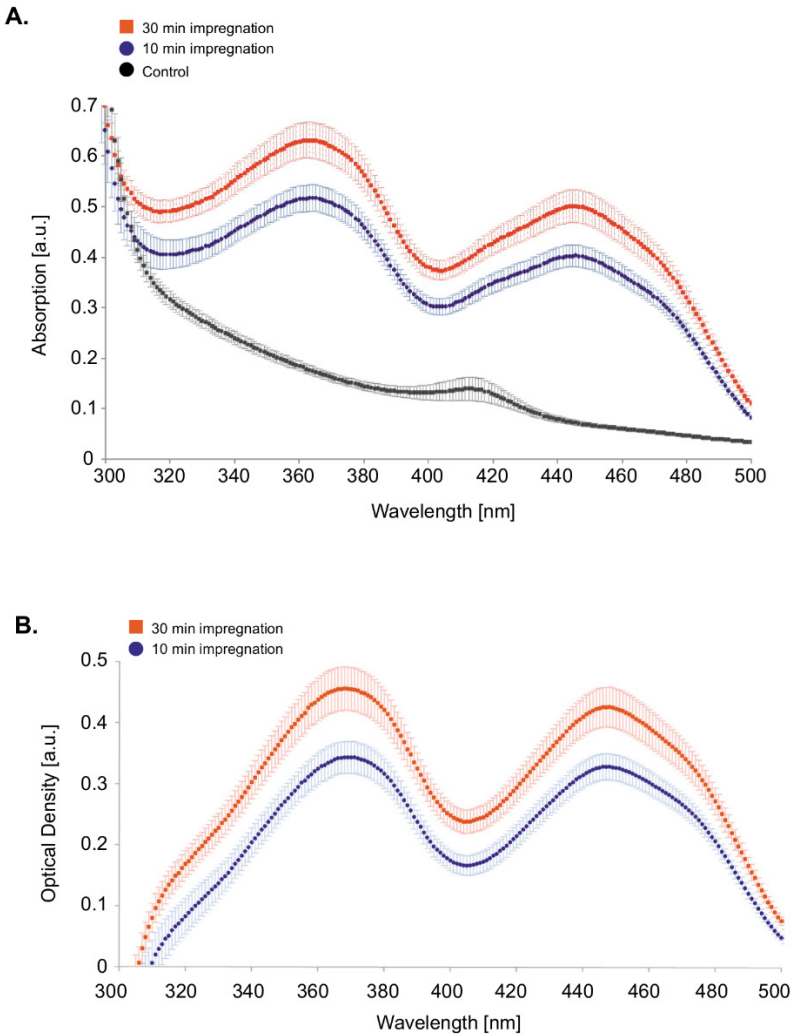 A.
30 min impregnation
10 min impregnation
Control
0.7
0.6
0.5
0.4
0.3
0.2
0.1
0
Absorption [a.u.]
300 320 340 360 380 400 420 440 460 480 500
Wavelength [nm]
B.
30 min impregnation
10 min impregnation
0.5
0.4
0.3
0.2
0.1
0
Optical Density [a.u.]
300 320 340 360 380 400 420 440 460 480 500
Wavelength [nm]